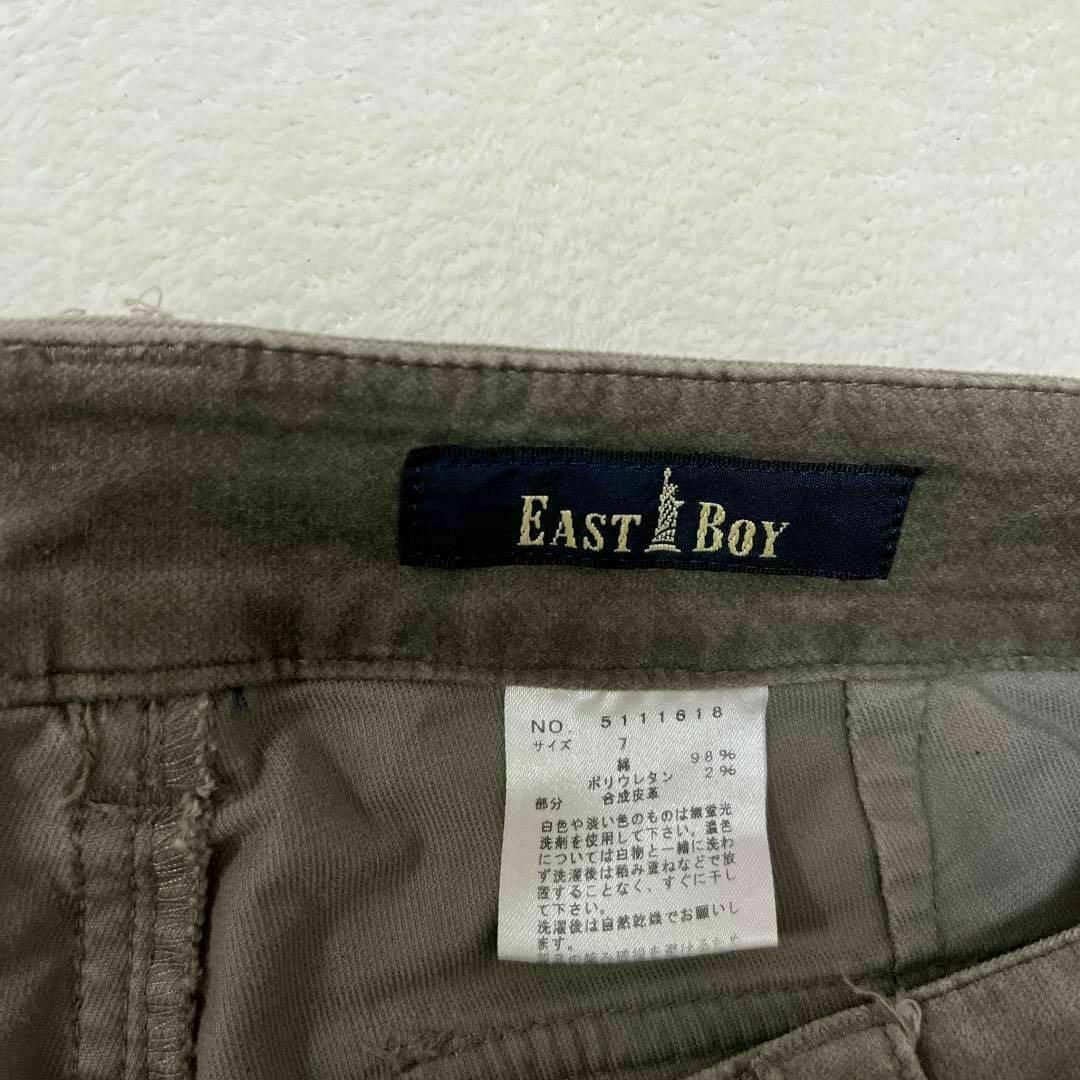 EAST BOY
NO. 5111618
サイズ 7
綿 98%
ポリウレタン 2%
部分 合成皮革
白色や淡い色のものは無蛍光
洗剤を使用して下さい。濃色
については白物と一緒に洗わ
ず洗濯後は積み重ねなどで放
置することなく、すぐに干し
て下さい。
洗濯後は自然乾燥でお願いし
ます。